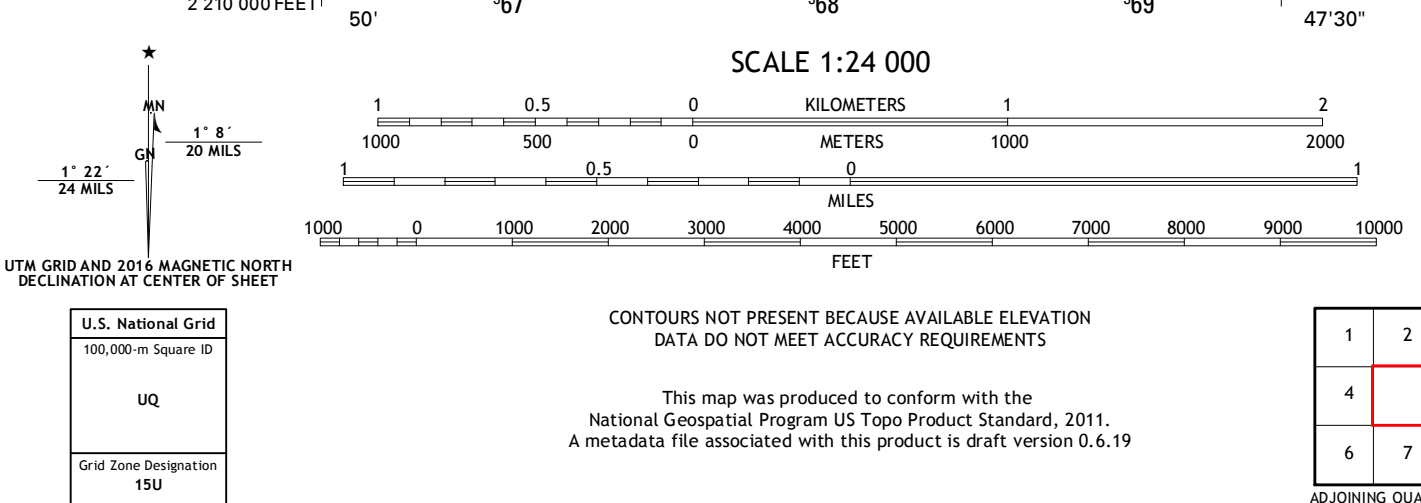 2 210 000 FEET
50'
³67
³68
³69
47'30"
SCALE 1:24 000
★
MN
GN
1° 8´
20 MILS
1° 22´
24 MILS
UTM GRID AND 2016 MAGNETIC NORTH
DECLINATION AT CENTER OF SHEET
1 0.5 0 KILOMETERS 1 2
1000 500 0 METERS 1000 2000
1 0.5 0 1
MILES
1000 0 1000 2000 3000 4000 5000 6000 7000 8000 9000 10000
FEET
U.S. National Grid
100,000-m Square ID
UQ
Grid Zone Designation
15U
CONTOURS NOT PRESENT BECAUSE AVAILABLE ELEVATION
DATA DO NOT MEET ACCURACY REQUIREMENTS
This map was produced to conform with the
National Geospatial Program US Topo Product Standard, 2011.
A metadata file associated with this product is draft version 0.6.19
1 2
4
6 7
ADJOINING QUA